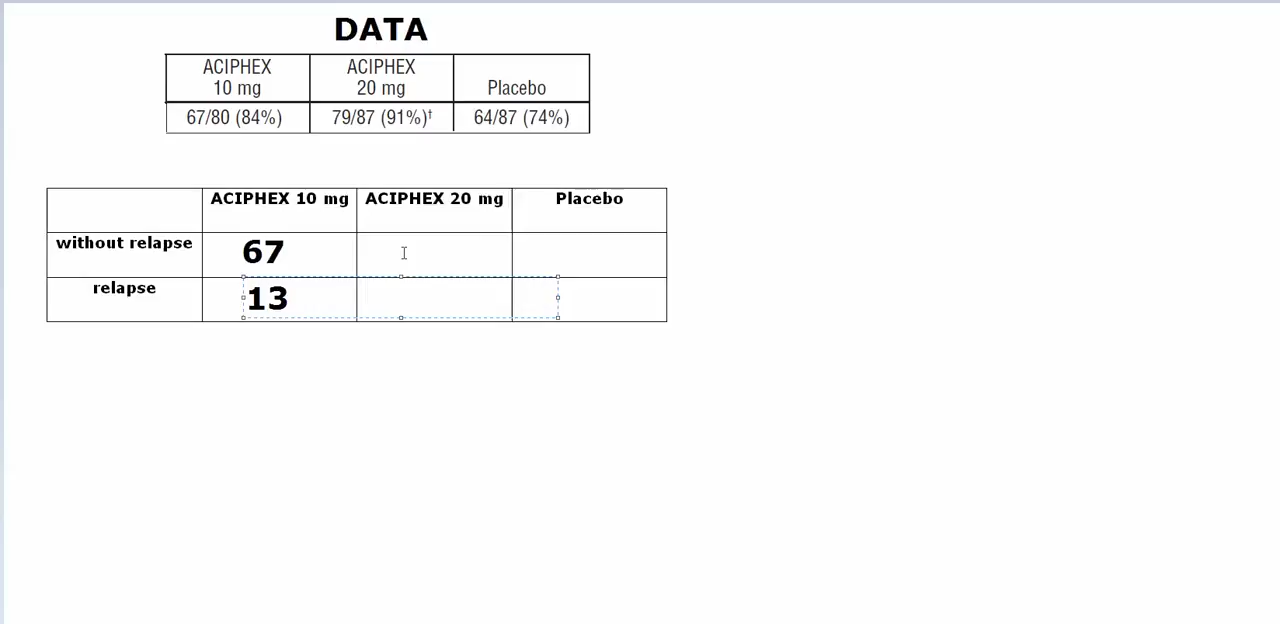 DATA
ACIPHEX 10 mg ACIPHEX 20 mg Placebo
67/80 (84%) 79/87 (91%)† 64/87 (74%)
ACIPHEX 10 mg ACIPHEX 20 mg Placebo
without relapse 67
relapse 13